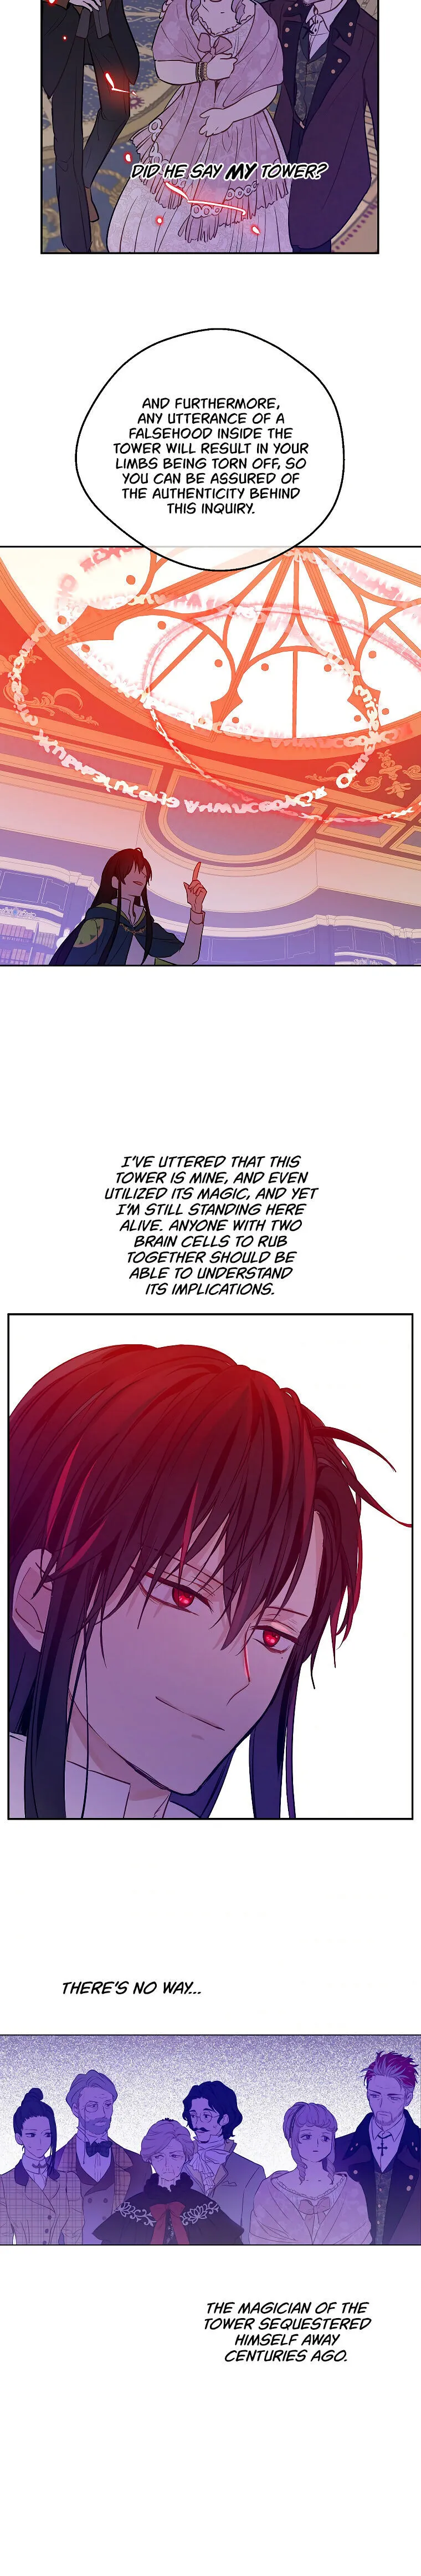 DID HE SAY MY TOWER?
AND FURTHERMORE,
ANY UTTERANCE OF A
FALSEHOOD INSIDE THE
TOWER WILL RESULT IN YOUR
LIMBS BEING TORN OFF, SO
YOU CAN BE ASSURED OF
THE AUTHENTICITY BEHIND
THIS INQUIRY.
I'VE UTTERED THAT THIS
TOWER IS MINE, AND EVEN
UTILIZED ITS MAGIC, AND YET
I'M STILL STANDING HERE
ALIVE. ANYONE WITH TWO
BRAIN CELLS TO RUB
TOGETHER SHOULD BE
ABLE TO UNDERSTAND
ITS IMPLICATIONS.
THERE'S NO WAY...
THE MAGICIAN OF THE
TOWER SEQUESTERED
HIMSELF AWAY
CENTURIES AGO.